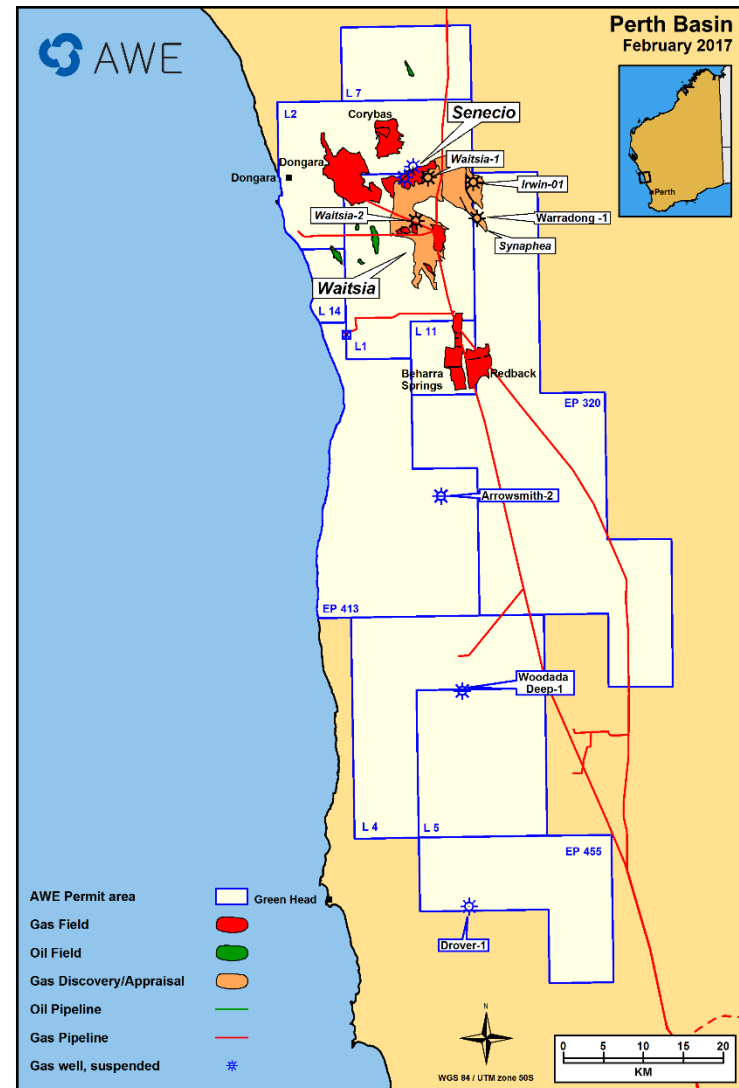 AWE
Perth Basin
February 2017
Perth
L 7
L2
Corybas
Senecio
Waitsia-1
Dongara
Dongara
Irwin-01
Waitsia-2
Warradong -1
Synaphea
Waitsia
L 14
L1
L 11
Beharra
Springs
Redback
EP 320
Arrowsmith-2
EP 413
Woodada
Deep-1
L 4
L 5
EP 455
Green Head
Drover-1
AWE Permit area
Gas Field
Oil Field
Gas Discovery/Appraisal
Oil Pipeline
Gas Pipeline
Gas well, suspended
N
WGS 84 / UTM zone 50S
0 5 10 15 20
KM